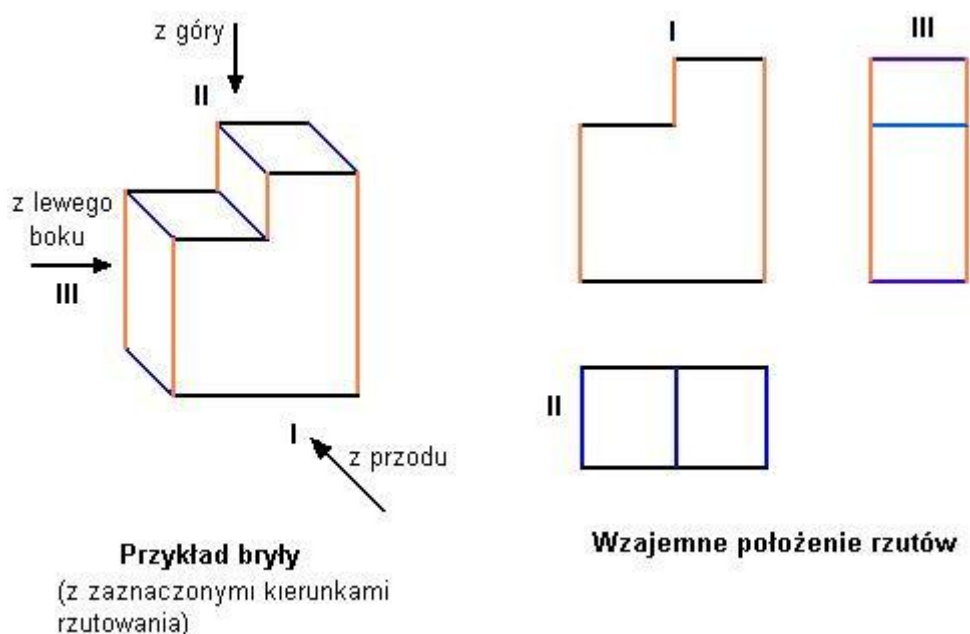 z góry
II
z lewego
boku
III
I
z przodu
Przykład bryły
(z zaznaczonymi kierunkami
rzutowania)
I
III
II
Wzajemne położenie rzutów